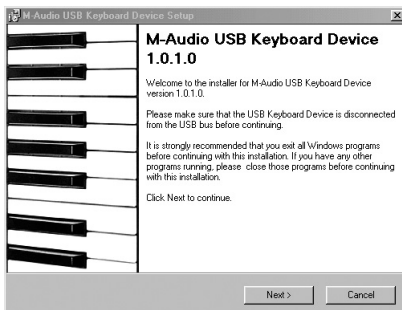 M-Audio USB Keyboard Device Setup
M-Audio USB Keyboard Device
1.0.1.0
Welcome to the installer for M-Audio USB Keyboard Device
version 1.0.1.0.
Please make sure that the USB Keyboard Device is disconnected
from the USB bus before continuing.
It is strongly recommended that you exit all Windows programs
before continuing with this installation. If you have any other
programs running, please close those programs before continuing
with this installation.
Click Next to continue.
Next >
Cancel